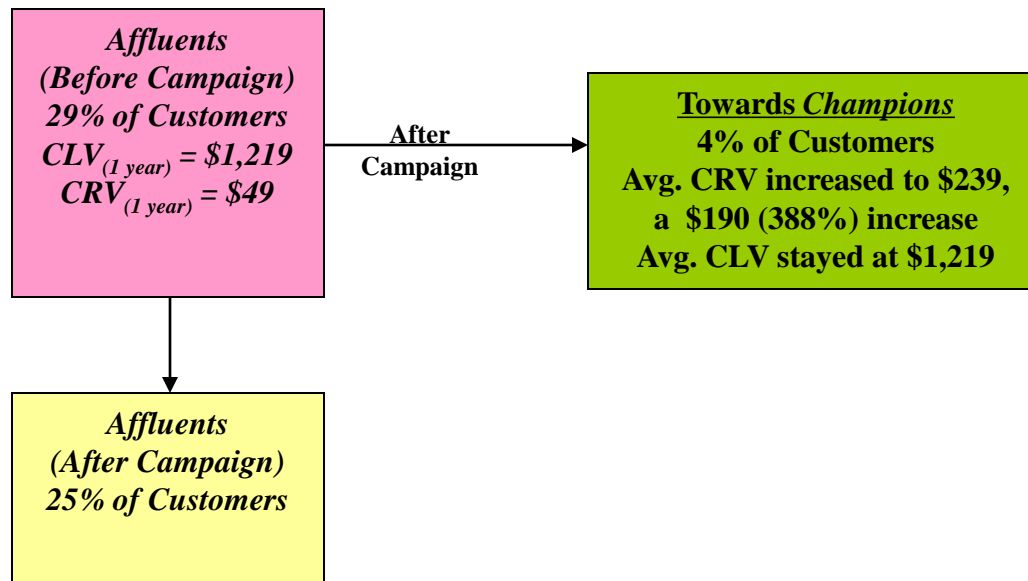 Affluents
(Before Campaign)
29% of Customers
CLV(1 year) = $1,219
CRV(1 year) = $49
After
Campaign
Towards Champions
4% of Customers
Avg. CRV increased to $239,
a $190 (388%) increase
Avg. CLV stayed at $1,219
Affluents
(After Campaign)
25% of Customers